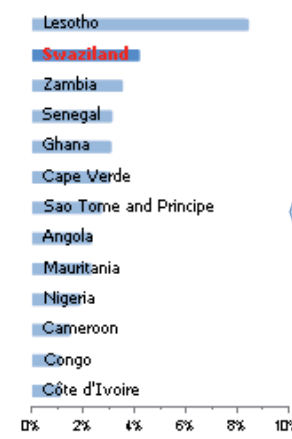 Lesotho
Swaziland
Zambia
Senegal
Ghana
Cape Verde
Sao Tome and Principe
Angola
Mauritania
Nigeria
Cameroon
Congo
Côte d'Ivoire
0% 2% 4% 6% 8% 10%